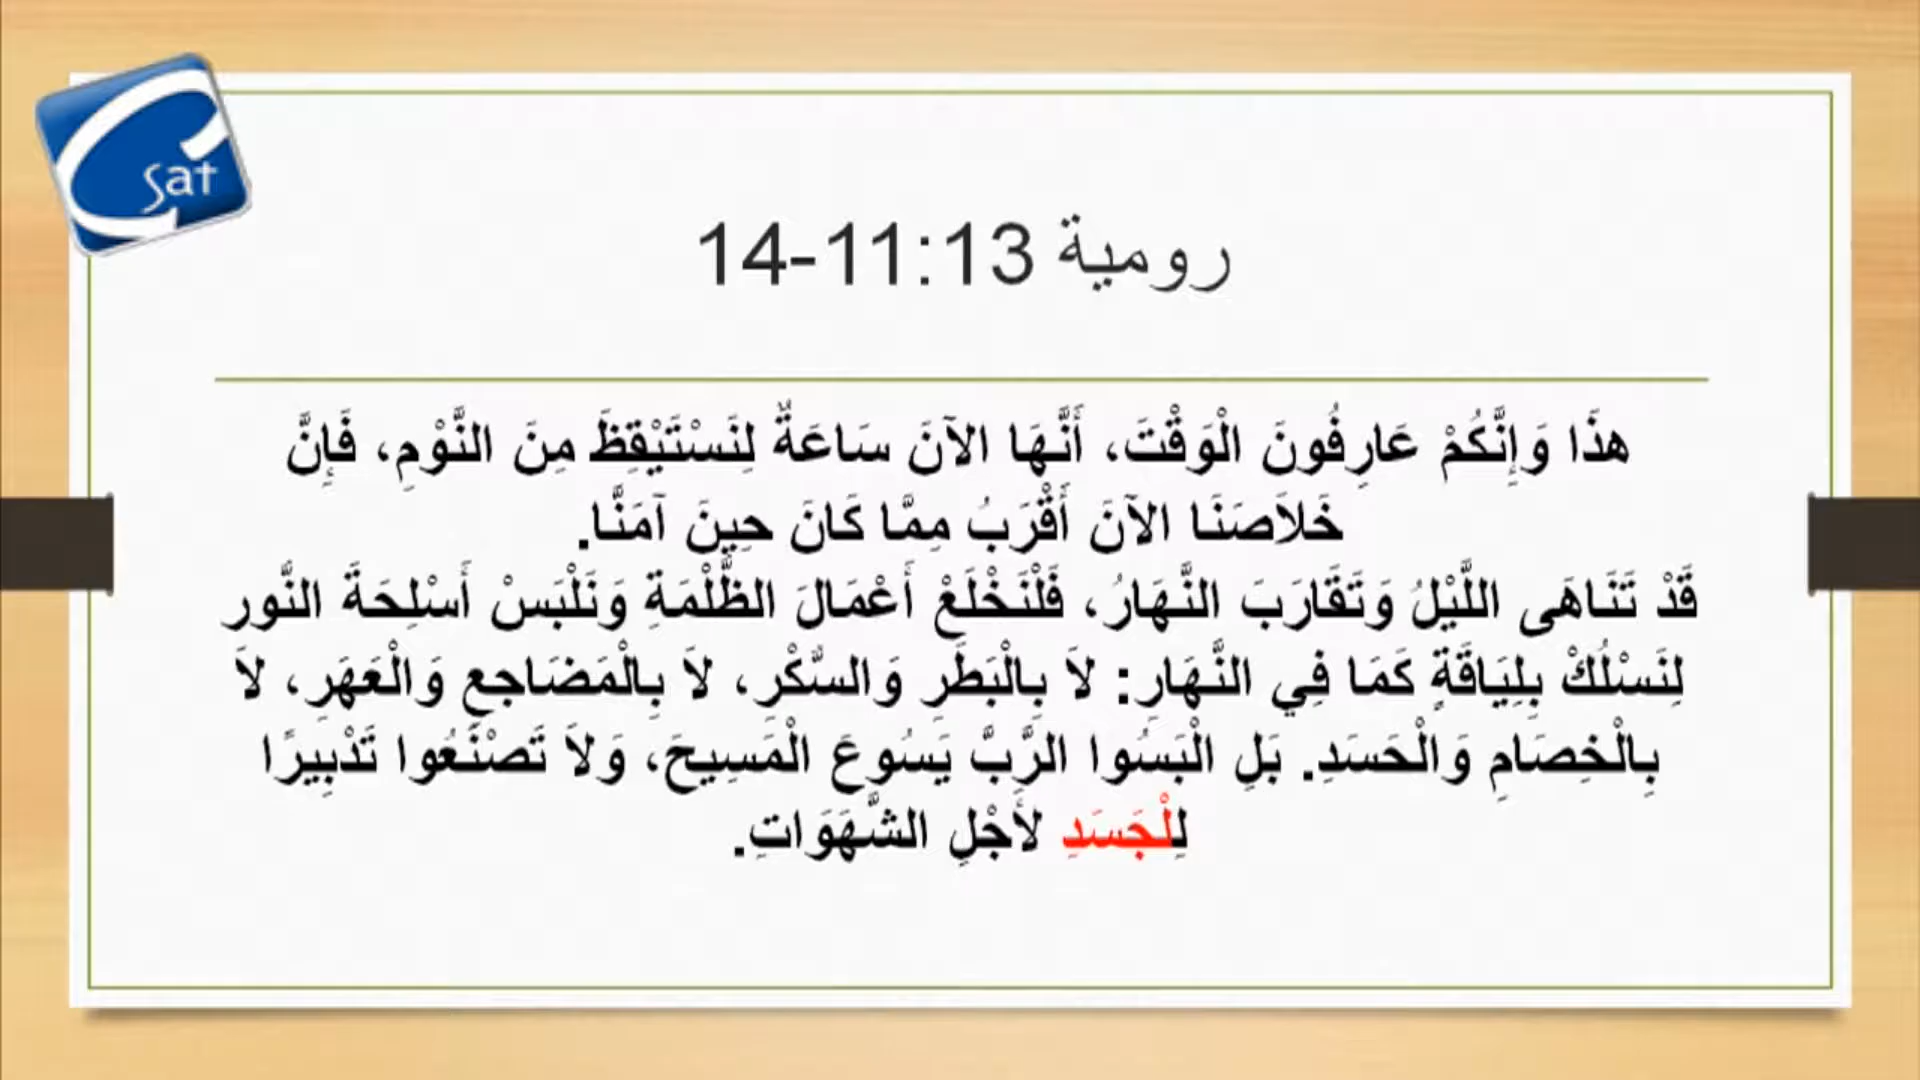 Sat
رومية 11:13-14
هذَا وَإِنَّكُمْ عَارِفُونَ الْوَقْتَ، أَنَّهَا الآنَ سَاعَةٌ لِنَسْتَيْقِظَ مِنَ النَّوْمِ، فَإِنَّ
خَلاَصَنَا الآنَ أَقْرَبُ مِمَّا كَانَ حِينَ آمَنَّا.
قَدْ تَنَاهَى اللَّيْلُ وَتَقَارَبَ النَّهَارُ، فَلْنَخْلَعْ أَعْمَالَ الظُّلْمَةِ وَنَلْبَسْ أَسْلِحَةَ النُّور
لِنَسْلُكْ بِلِيَاقَةٍ كَمَا فِي النَّهَارِ: لاَ بِالْبَطَرِ وَالسُّكْرِ، لاَ بِالْمَضَاجعِ وَالْعَهَرِ، لاَ
بِالْخِصَامِ وَالْحَسَدِ. بَلِ الْبَسُوا الرَّبَّ يَسُوعَ الْمَسِيحَ، وَلاَ تَصْنَعُوا تَدْبِيرًا
لِلْجَسَدِ لأَجْلِ الشَّهَوَاتِ.